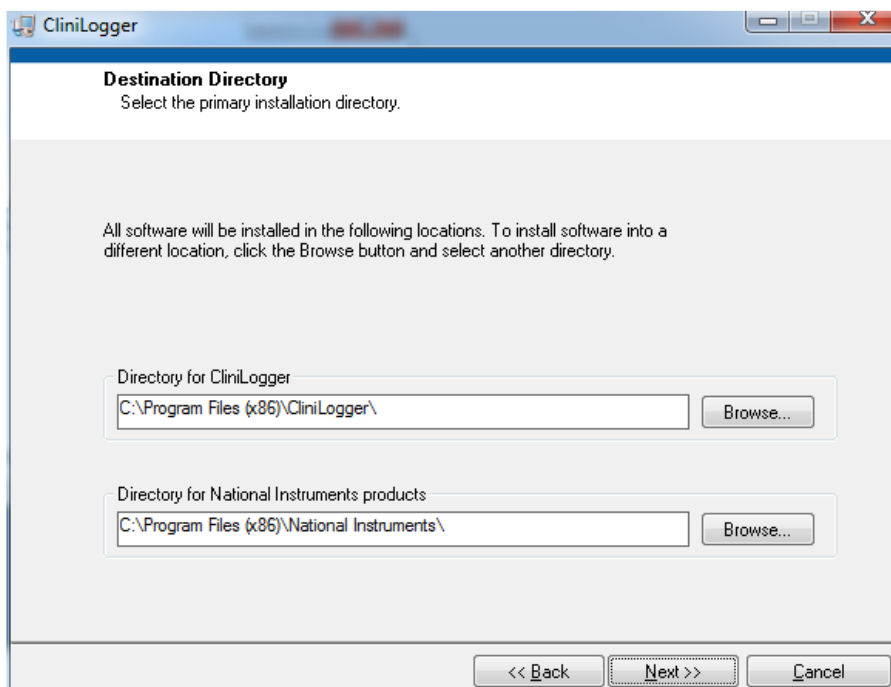 CliniLogger
Destination Directory
Select the primary installation directory.
All software will be installed in the following locations. To install software into a
different location, click the Browse button and select another directory.
Directory for CliniLogger
C:\Program Files (x86)\CliniLogger\
Browse...
Directory for National Instruments products
C:\Program Files (x86)\National Instruments\
Browse...
<< Back
Next >>
Cancel